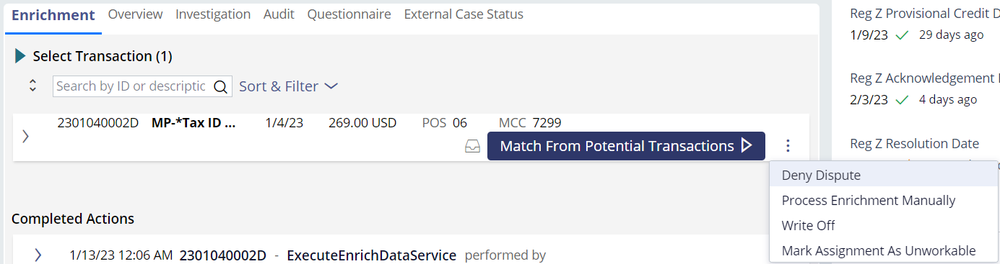 Enrichment Overview Investigation Audit Questionnaire External Case Status
Select Transaction (1)
Search by ID or descriptic Sort & Filter
2301040002D MP-*Tax ID ... 1/4/23 269.00 USD POS 06 MCC 7299
Match From Potential Transactions
Deny Dispute
Process Enrichment Manually
Write Off
Mark Assignment As Unworkable
Completed Actions
1/13/23 12:06 AM 2301040002D - ExecuteEnrichDataService performed by
Reg Z Provisional Credit D
1/9/23 29 days ago
Reg Z Acknowledgement
2/3/23 4 days ago
Reg Z Resolution Date